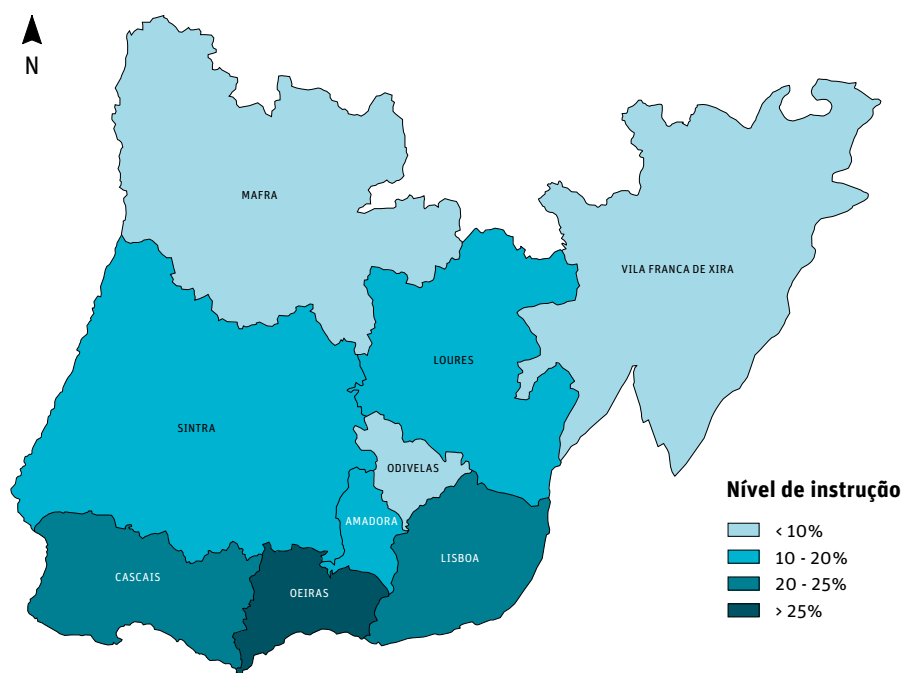 N
MAFRA
VILA FRANCA DE XIRA
LOURES
SINTRA
ODIVELAS
AMADORA
LISBOA
CASCAIS
OEIRAS
Nível de instrução
< 10%
10 - 20%
20 - 25%
> 25%